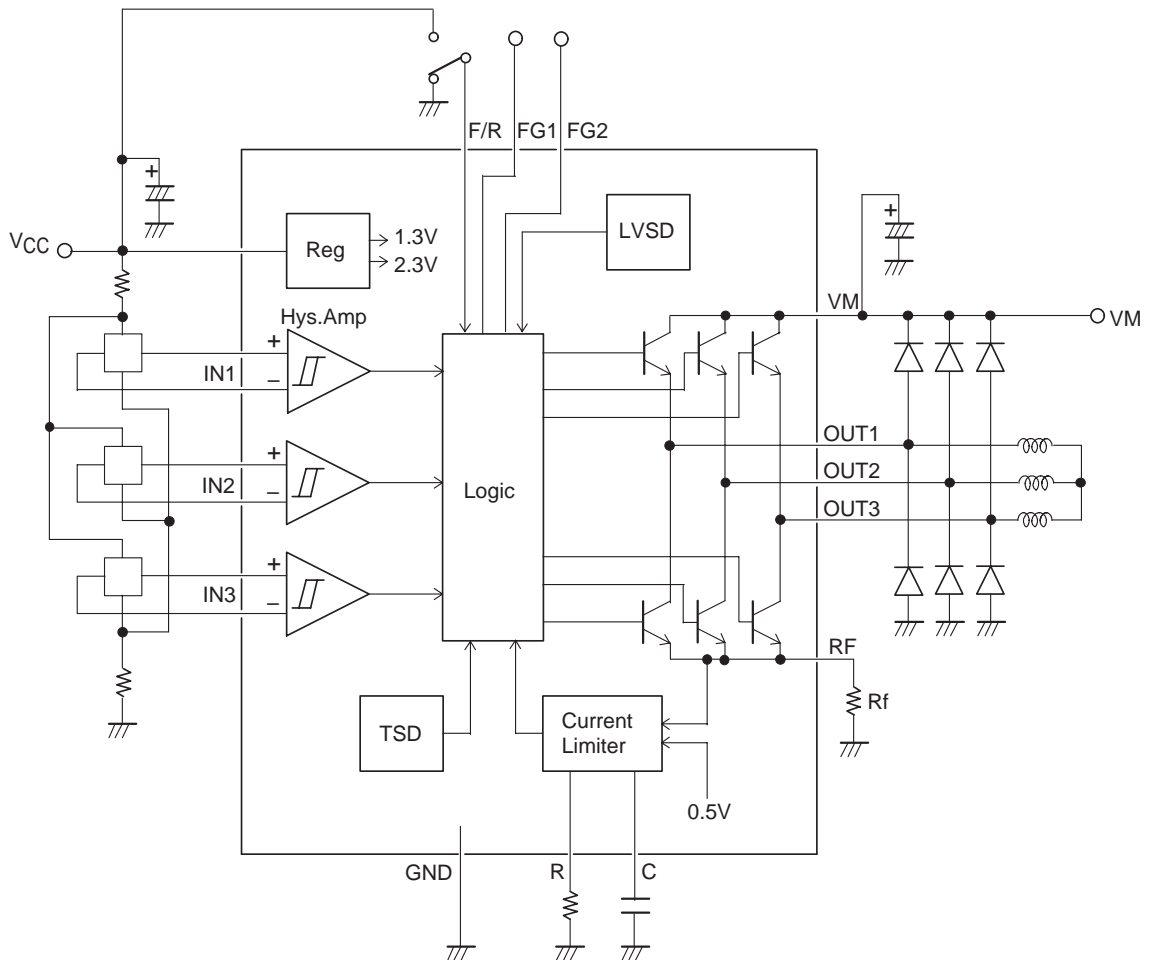 F/R FG1 FG2
+
+
VCC
Reg
1.3V
2.3V
LVSD
VM
VM
Hys.Amp
+
IN1
−
+
IN2
−
+
IN3
−
Logic
OUT1
OUT2
OUT3
RF
Rf
TSD
Current
Limiter
0.5V
GND
R
C